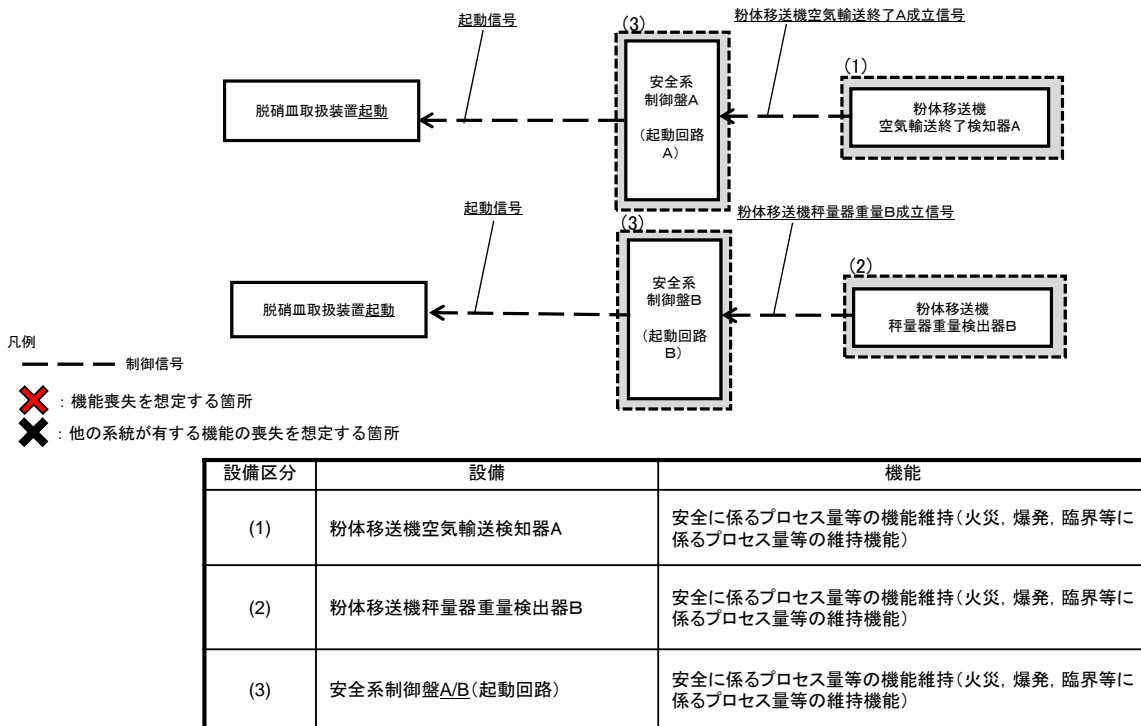 起動信号
粉体移送機空気輸送終了A成立信号
(3)
安全系
制御盤A
(起動回路
A)
脱硝皿取扱装置起動
(1)
粉体移送機
空気輸送終了検知器A
起動信号
粉体移送機秤量器重量B成立信号
(3)
安全系
制御盤B
(起動回路
B)
脱硝皿取扱装置起動
(2)
粉体移送機
秤量器重量検出器B
凡例
制御信号
：機能喪失を想定する箇所
：他の系統が有する機能の喪失を想定する箇所
設備区分 設備 機能
(1) 粉体移送機空気輸送検知器A 安全に係るプロセス量等の機能維持(火災，爆発，臨界等に
係るプロセス量等の維持機能)
(2) 粉体移送機秤量器重量検出器B 安全に係るプロセス量等の機能維持(火災，爆発，臨界等に
係るプロセス量等の維持機能)
(3) 安全系制御盤A/B(起動回路) 安全に係るプロセス量等の機能維持(火災，爆発，臨界等に
係るプロセス量等の維持機能)